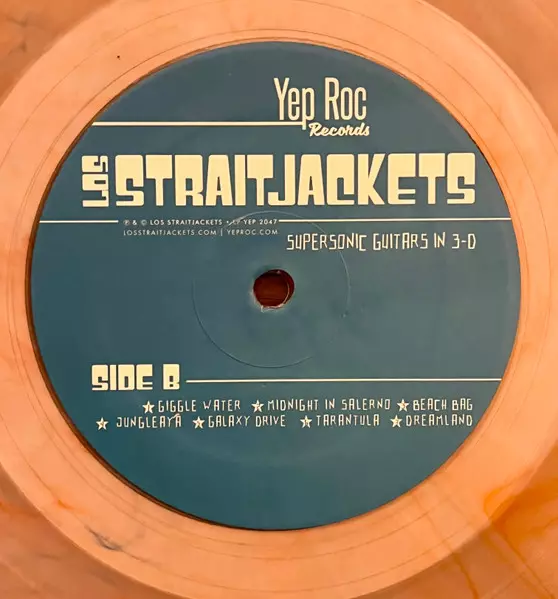 Yep Roc
Records
LOS STRAITJACKETS
℗ & © LOS STRAITJACKETS • LP-YEP 2047
LOSSTRAITJACKETS.COM | YEPROC.COM
SUPERSONIC GUITARS IN 3-D
SIDE B
★ GIGGLE WATER ★ MIDNIGHT IN SALERNO ★ BEACH BAG
★ JUNGLEAYA ★ GALAXY DRIVE ★ TARANTULA ★ DREAMLAND